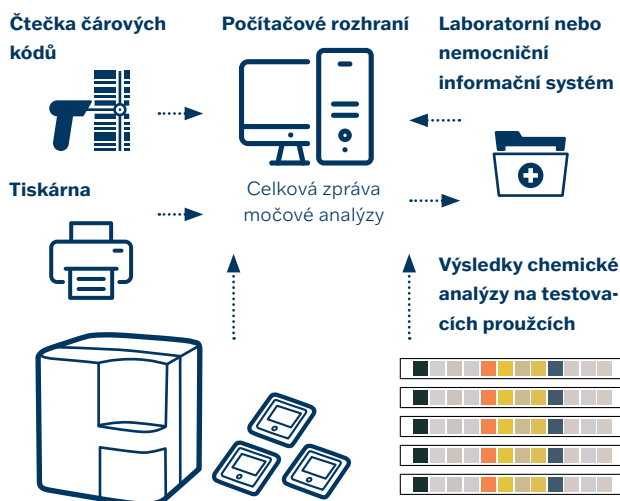 Čtečka čárových
kódů
Počítačové rozhraní
Laboratorní nebo
nemocniční
informační systém
Tiskárna
Celková zpráva
močové analýzy
Výsledky chemické
analýzy na testova-
cích proužcích